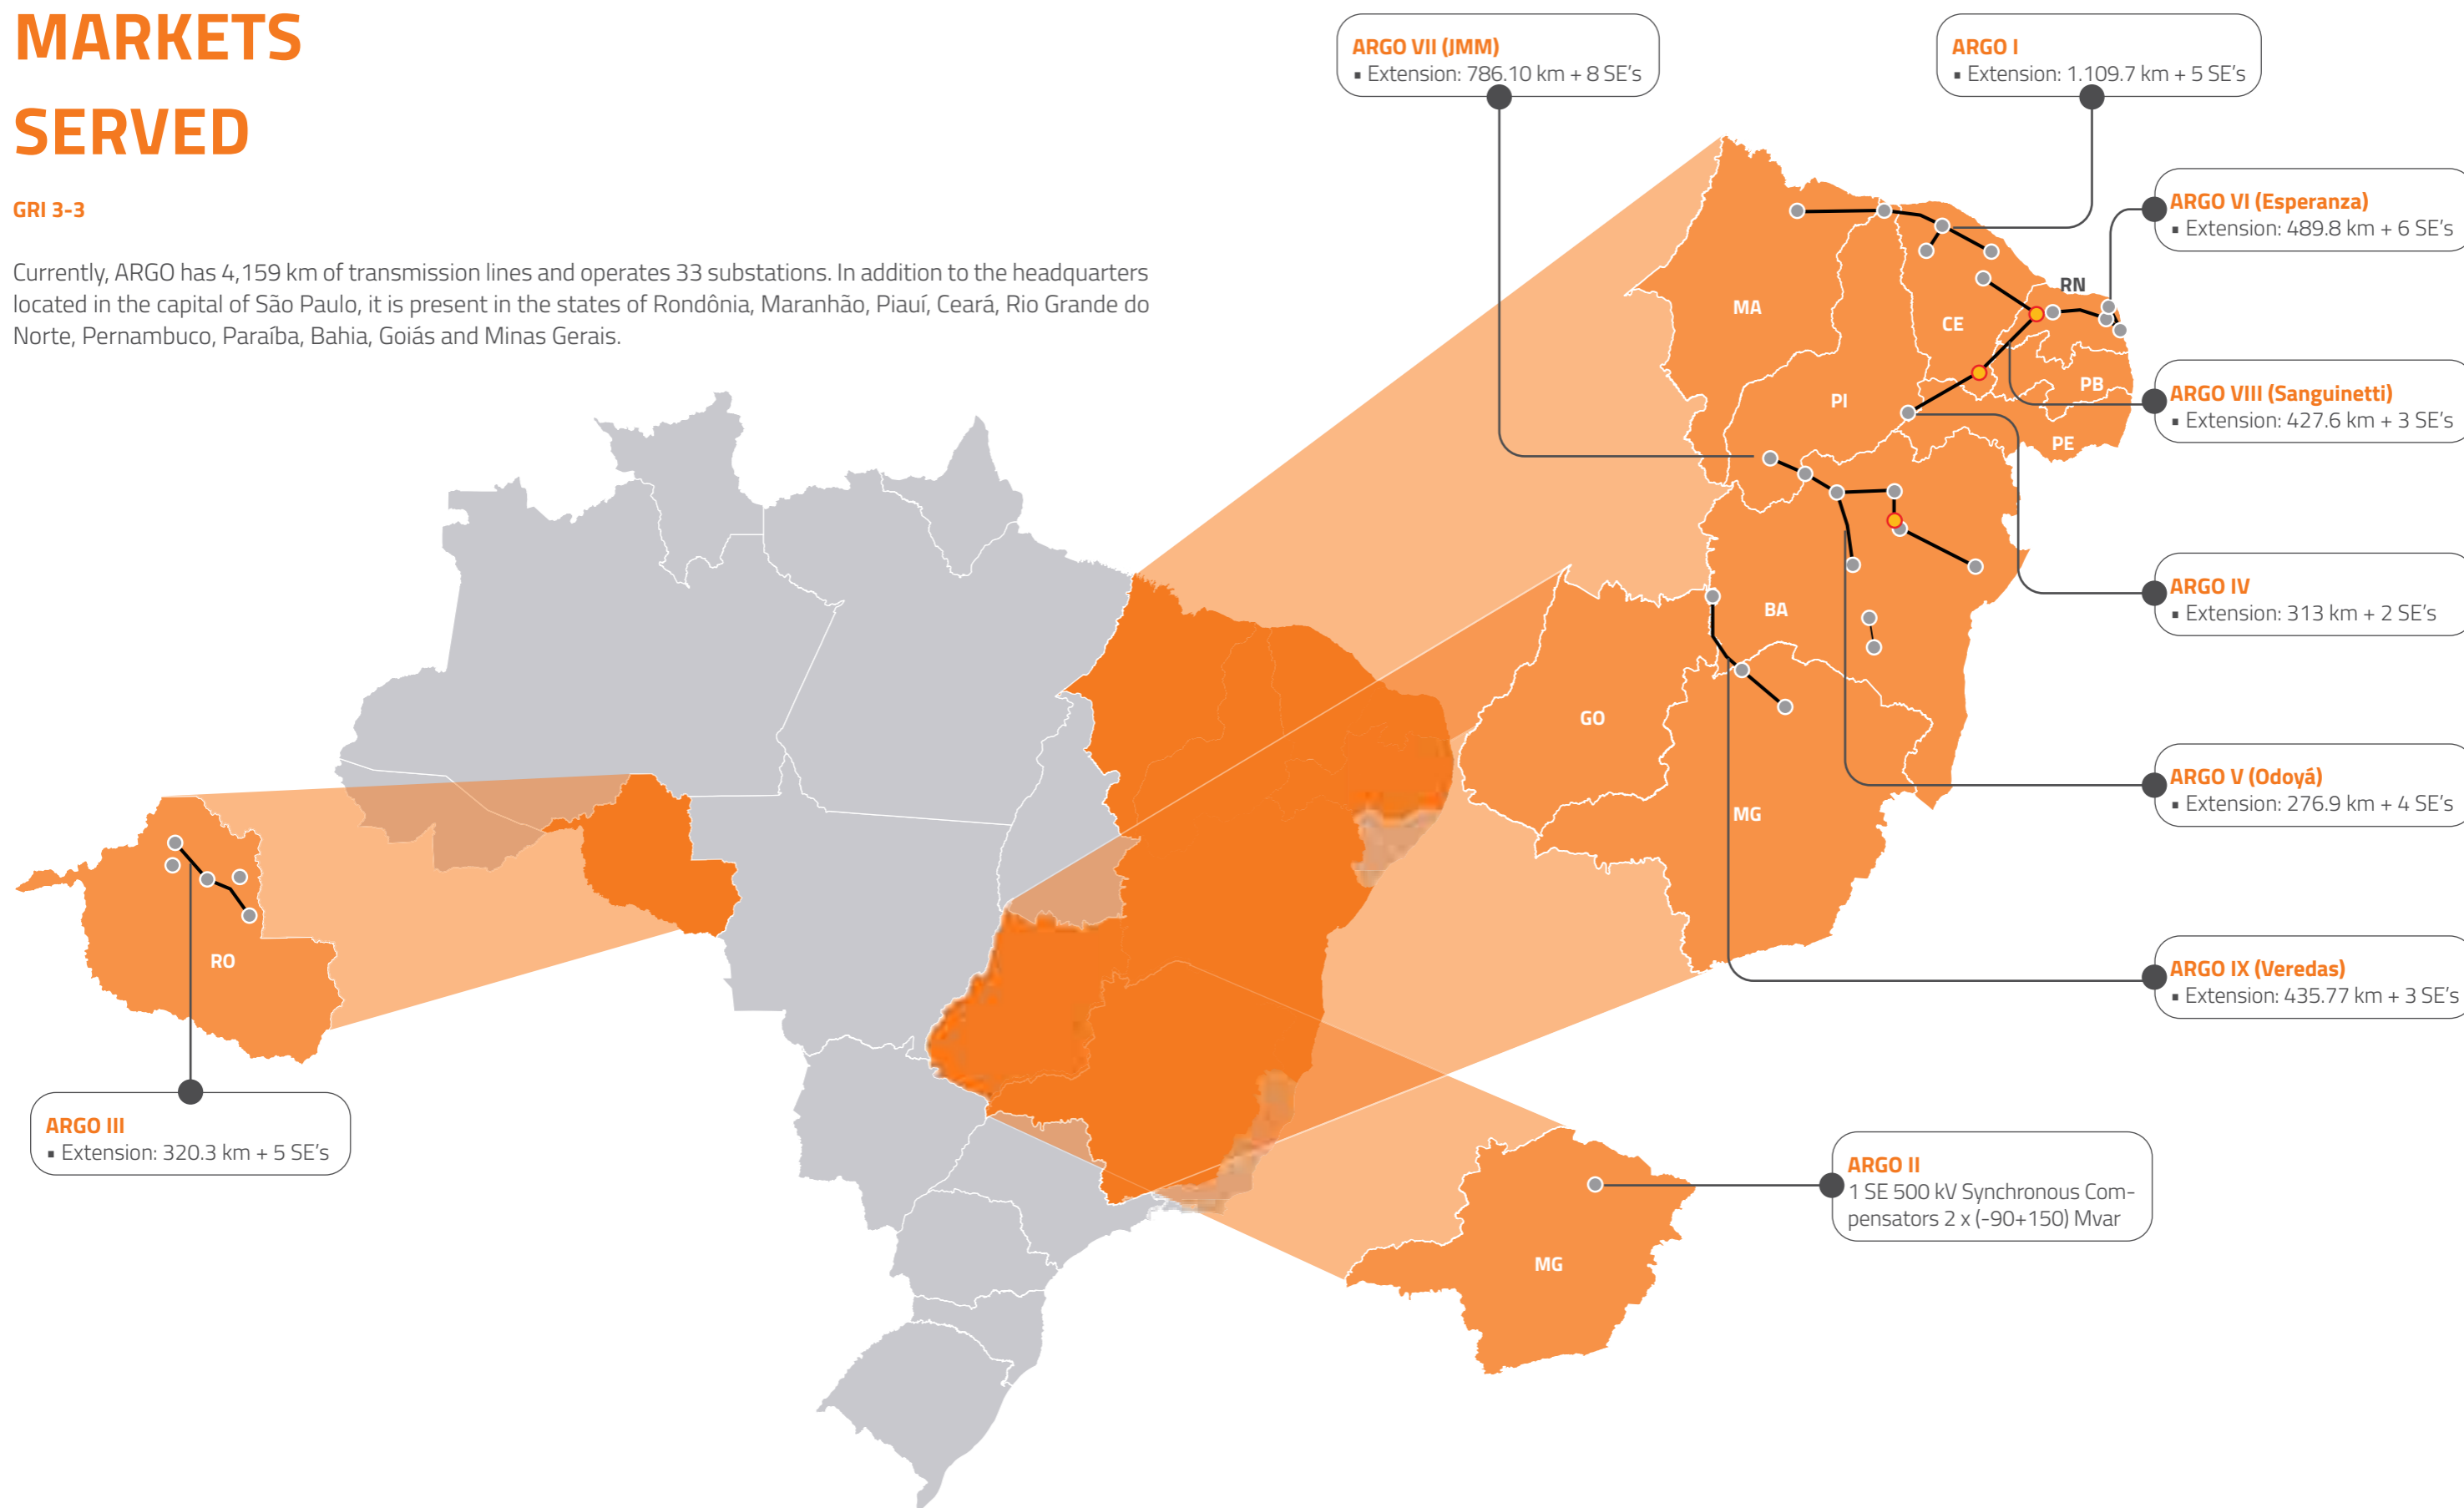 MARKETS
SERVED
GRI 3-3
Currently, ARGO has 4,159 km of transmission lines and operates 33 substations. In addition to the headquarters
located in the capital of São Paulo, it is present in the states of Rondônia, Maranhão, Piauí, Ceará, Rio Grande do
Norte, Pernambuco, Paraíba, Bahia, Goiás and Minas Gerais.
ARGO VII (JMM)
▪ Extension: 786.10 km + 8 SE's
ARGO I
▪ Extension: 1.109.7 km + 5 SE's
ARGO VI (Esperanza)
▪ Extension: 489.8 km + 6 SE's
ARGO VIII (Sanguinetti)
▪ Extension: 427.6 km + 3 SE's
ARGO IV
▪ Extension: 313 km + 2 SE's
ARGO V (Odoyá)
▪ Extension: 276.9 km + 4 SE's
ARGO IX (Veredas)
▪ Extension: 435.77 km + 3 SE's
MA
RN
CE
PB
PI
PE
BA
GO
MG
RO
ARGO III
▪ Extension: 320.3 km + 5 SE's
ARGO II
1 SE 500 kV Synchronous Com-
pensators 2 x (-90+150) Mvar
MG